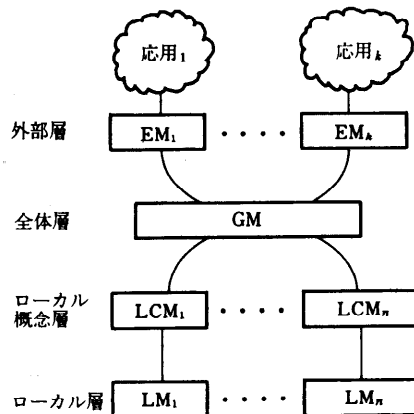 応用₁ 応用ₖ
外部層 EM₁ ・・・・ EMₖ
全体層 GM
ローカル
概念層 LCM₁ ・・・・ LCMₙ
ローカル層 LM₁ ・・・・ LMₙ